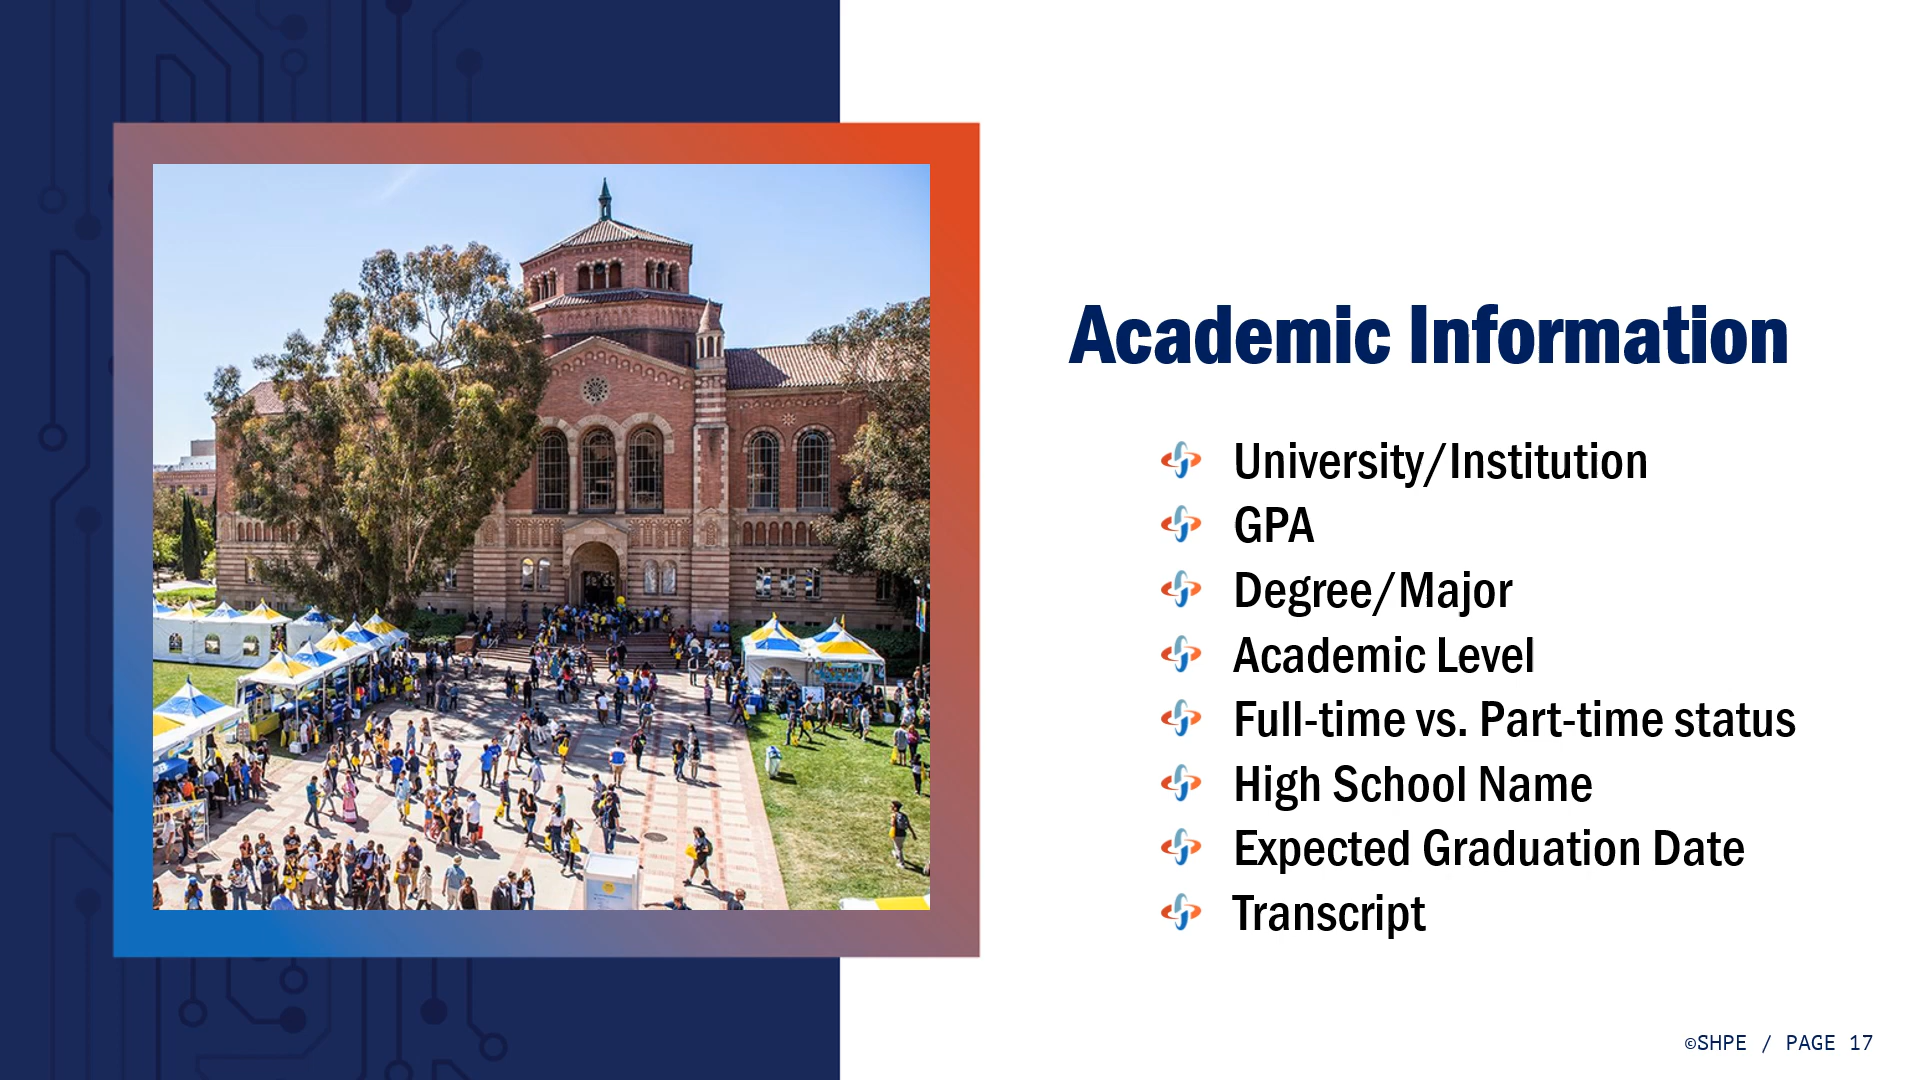 Academic Information
University/Institution
GPA
Degree/Major
Academic Level
Full-time vs. Part-time status
High School Name
Expected Graduation Date
Transcript
©SHPE / PAGE 17